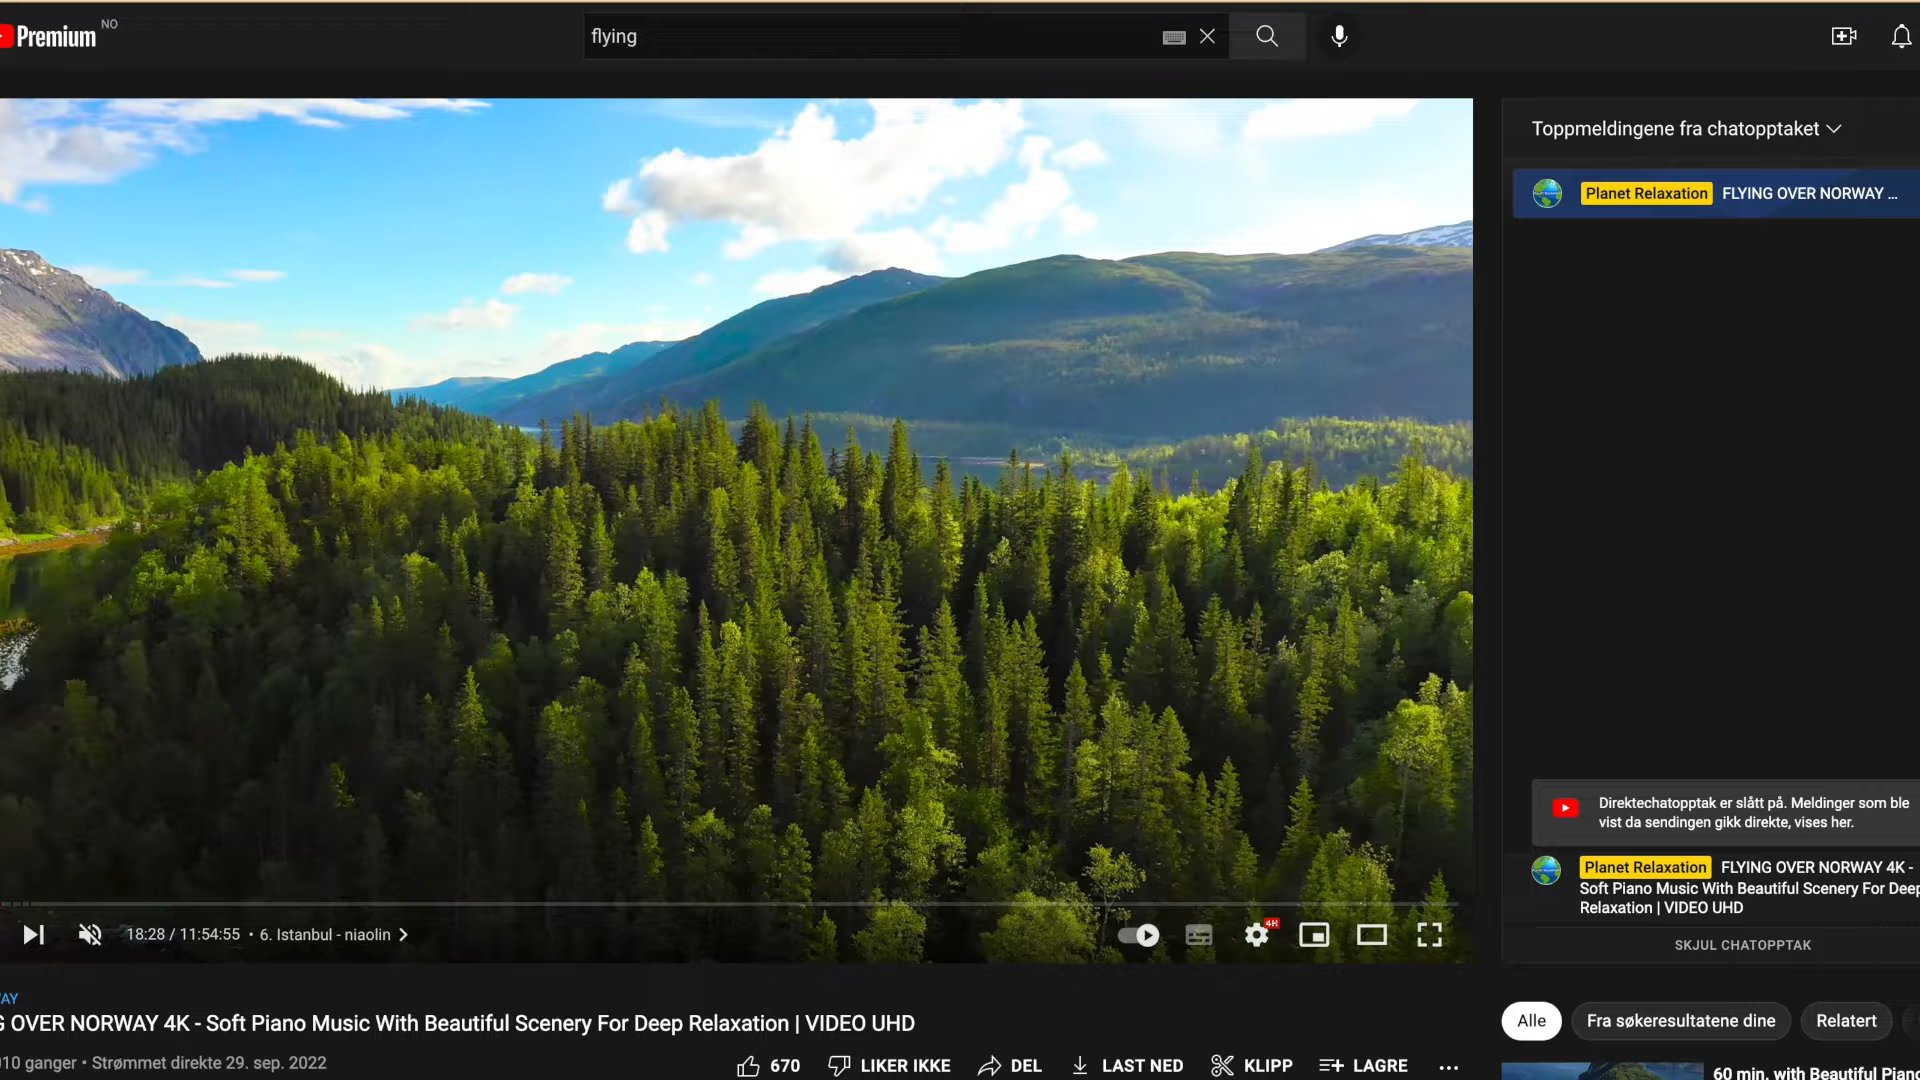 Premium NO
flying
Toppmeldingene fra chatopptaket
Planet Relaxation FLYING OVER NORWAY ...
Direktechatopptak er slått på. Meldinger som ble
vist da sendingen gikk direkte, vises her.
Planet Relaxation FLYING OVER NORWAY 4K -
Soft Piano Music With Beautiful Scenery For Deep
Relaxation | VIDEO UHD
SKJUL CHATOPPTAK
18:28 / 11:54:55 • 6. Istanbul - niaolin
4K
AY
G OVER NORWAY 4K - Soft Piano Music With Beautiful Scenery For Deep Relaxation | VIDEO UHD
10 ganger • Strømmet direkte 29. sep. 2022
670 LIKER IKKE DEL LAST NED KLIPP LAGRE ...
Alle Fra søkeresultatene dine Relatert
60 min. with Beautiful Piano